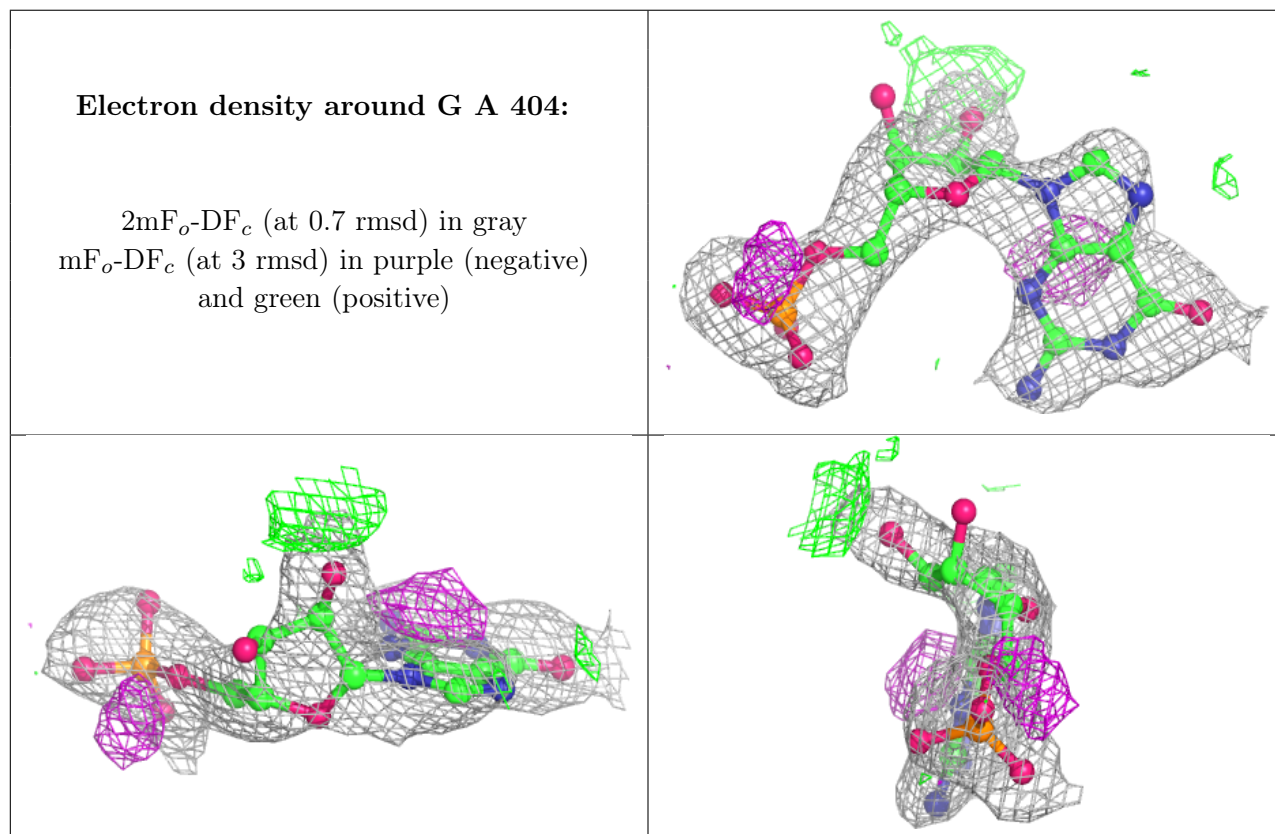 Electron density around G A 404:
2mFo-DFc (at 0.7 rmsd) in gray
mFo-DFc (at 3 rmsd) in purple (negative)
and green (positive)